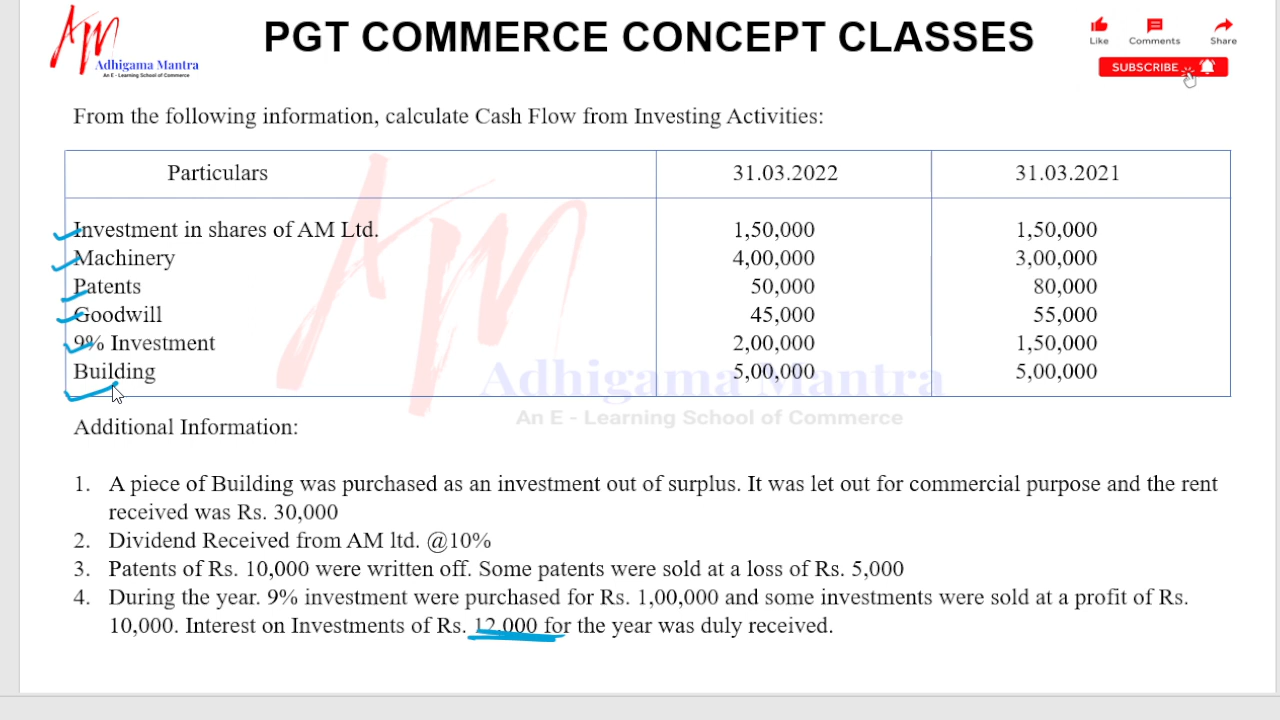 AM
Adhigama Mantra
An E - Learning School of Commerce
PGT COMMERCE CONCEPT CLASSES
Like Comments Share
SUBSCRIBE
From the following information, calculate Cash Flow from Investing Activities:
Particulars 31.03.2022 31.03.2021
Investment in shares of AM Ltd. 1,50,000 1,50,000
Machinery 4,00,000 3,00,000
Patents 50,000 80,000
Goodwill 45,000 55,000
9% Investment 2,00,000 1,50,000
Building 5,00,000 5,00,000
AM
Adhigama Mantra
An E - Learning School of Commerce
Additional Information:
1. A piece of Building was purchased as an investment out of surplus. It was let out for commercial purpose and the rent
received was Rs. 30,000
2. Dividend Received from AM ltd. @10%
3. Patents of Rs. 10,000 were written off. Some patents were sold at a loss of Rs. 5,000
4. During the year. 9% investment were purchased for Rs. 1,00,000 and some investments were sold at a profit of Rs.
10,000. Interest on Investments of Rs. 12,000 for the year was duly received.